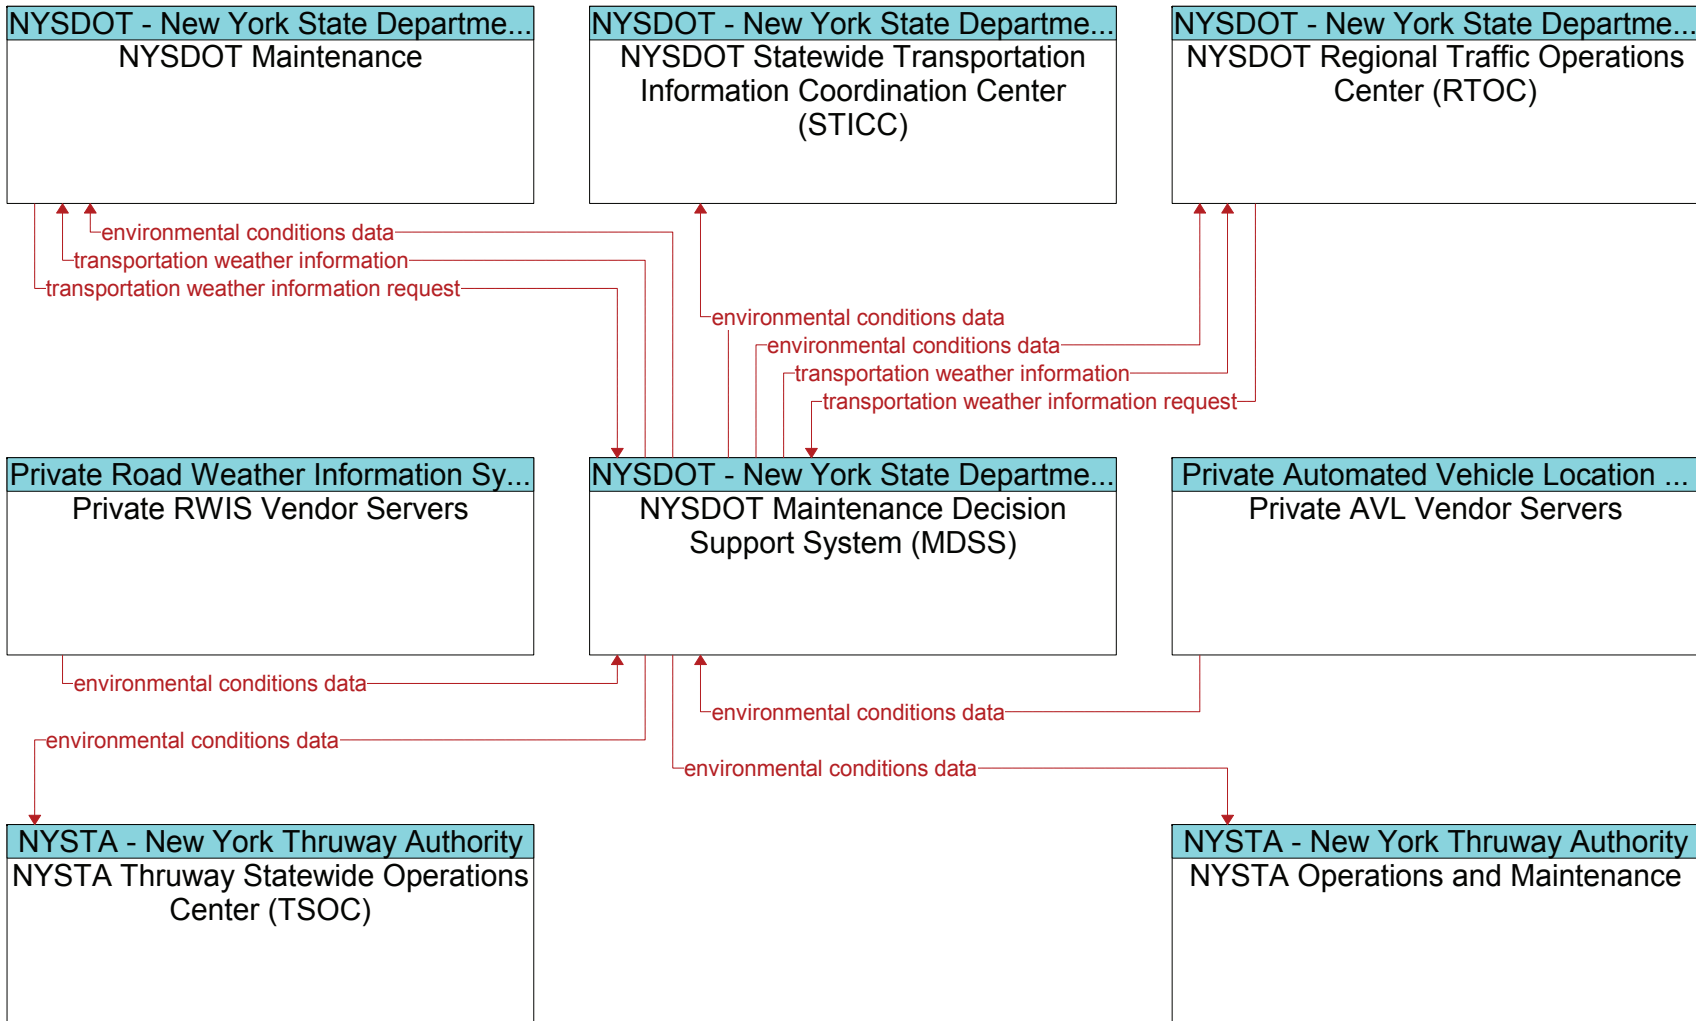 NYSDOT - New York State Departme...
NYSDOT Maintenance
NYSDOT - New York State Departme...
NYSDOT Statewide Transportation
Information Coordination Center
(STICC)
NYSDOT - New York State Departme...
NYSDOT Regional Traffic Operations
Center (RTOC)
environmental conditions data
transportation weather information
transportation weather information request
environmental conditions data
environmental conditions data
transportation weather information
transportation weather information request
Private Road Weather Information Sy...
Private RWIS Vendor Servers
NYSDOT - New York State Departme...
NYSDOT Maintenance Decision
Support System (MDSS)
Private Automated Vehicle Location ...
Private AVL Vendor Servers
environmental conditions data
environmental conditions data
environmental conditions data
environmental conditions data
NYSTA - New York Thruway Authority
NYSTA Thruway Statewide Operations
Center (TSOC)
NYSTA - New York Thruway Authority
NYSTA Operations and Maintenance